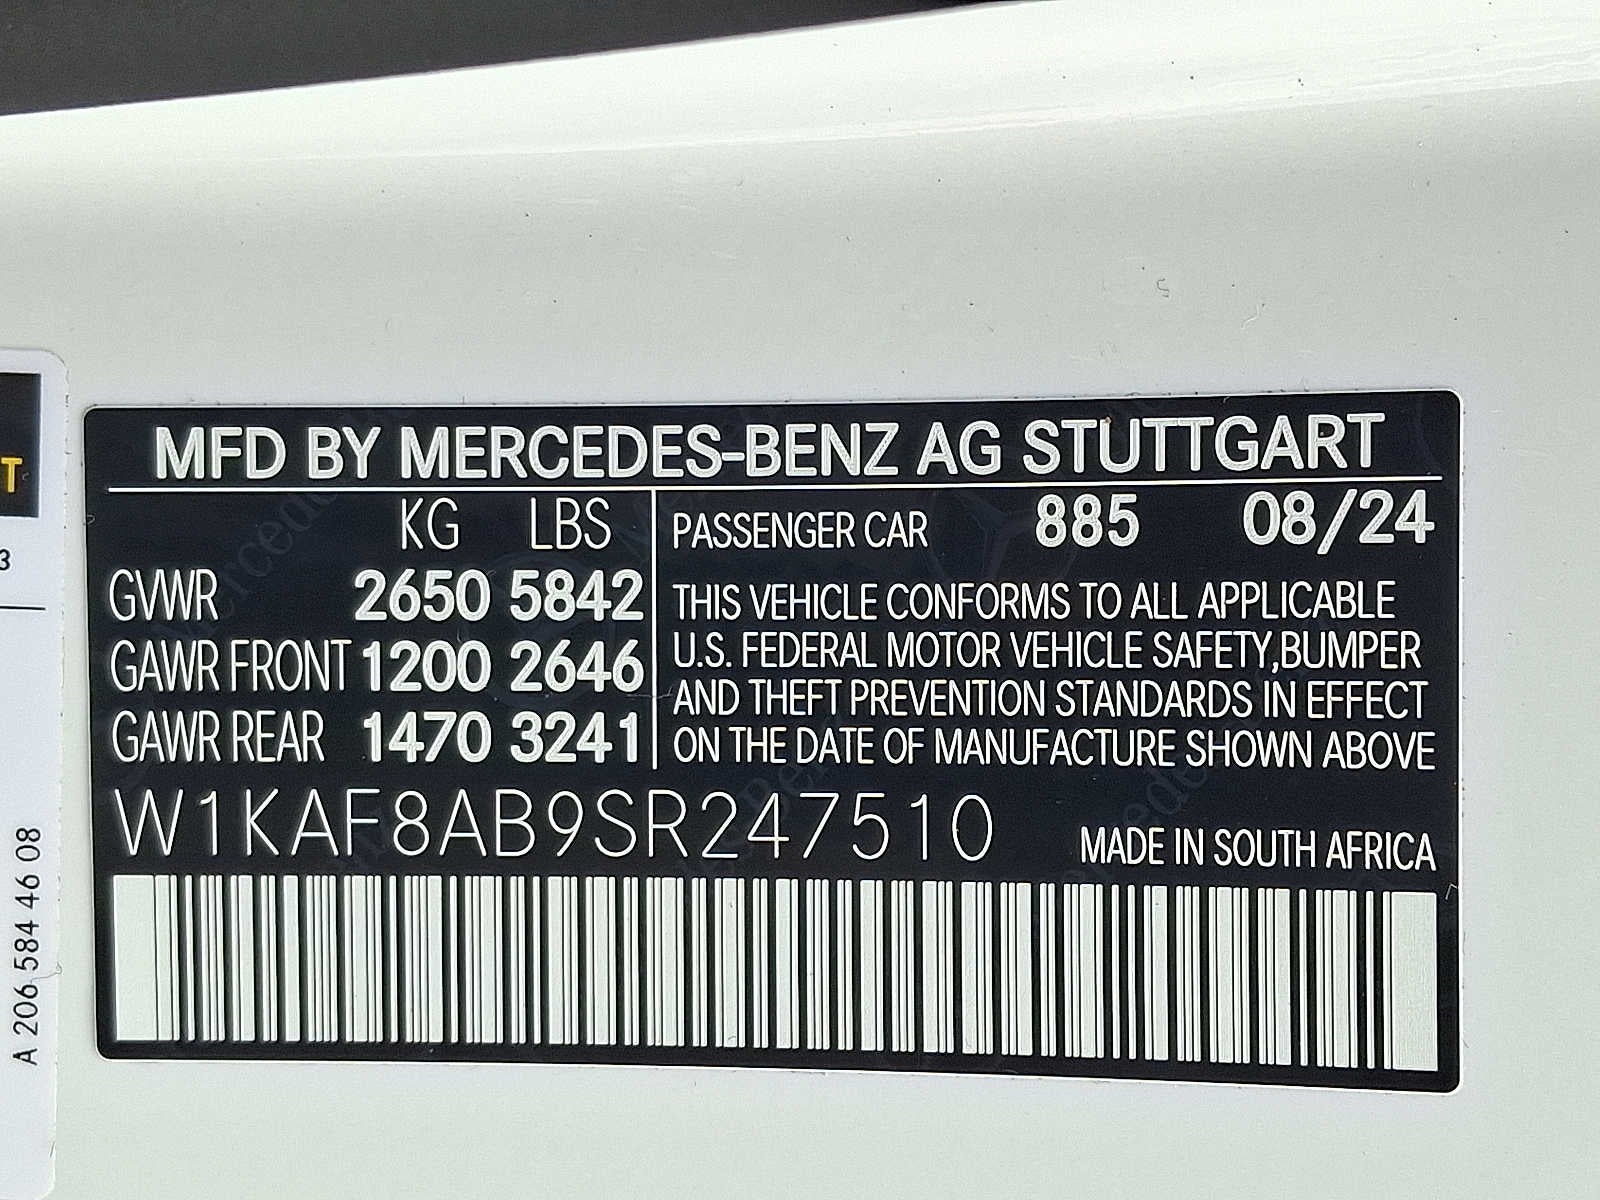 MFD BY MERCEDES-BENZ AG STUTTGART
KG LBS
GVWR 2650 5842
GAWR FRONT 1200 2646
GAWR REAR 1470 3241
PASSENGER CAR 885 08/24
THIS VEHICLE CONFORMS TO ALL APPLICABLE
U.S. FEDERAL MOTOR VEHICLE SAFETY,BUMPER
AND THEFT PREVENTION STANDARDS IN EFFECT
ON THE DATE OF MANUFACTURE SHOWN ABOVE
W1KAF8AB9SR247510
MADE IN SOUTH AFRICA
T
3
A 206 584 46 08